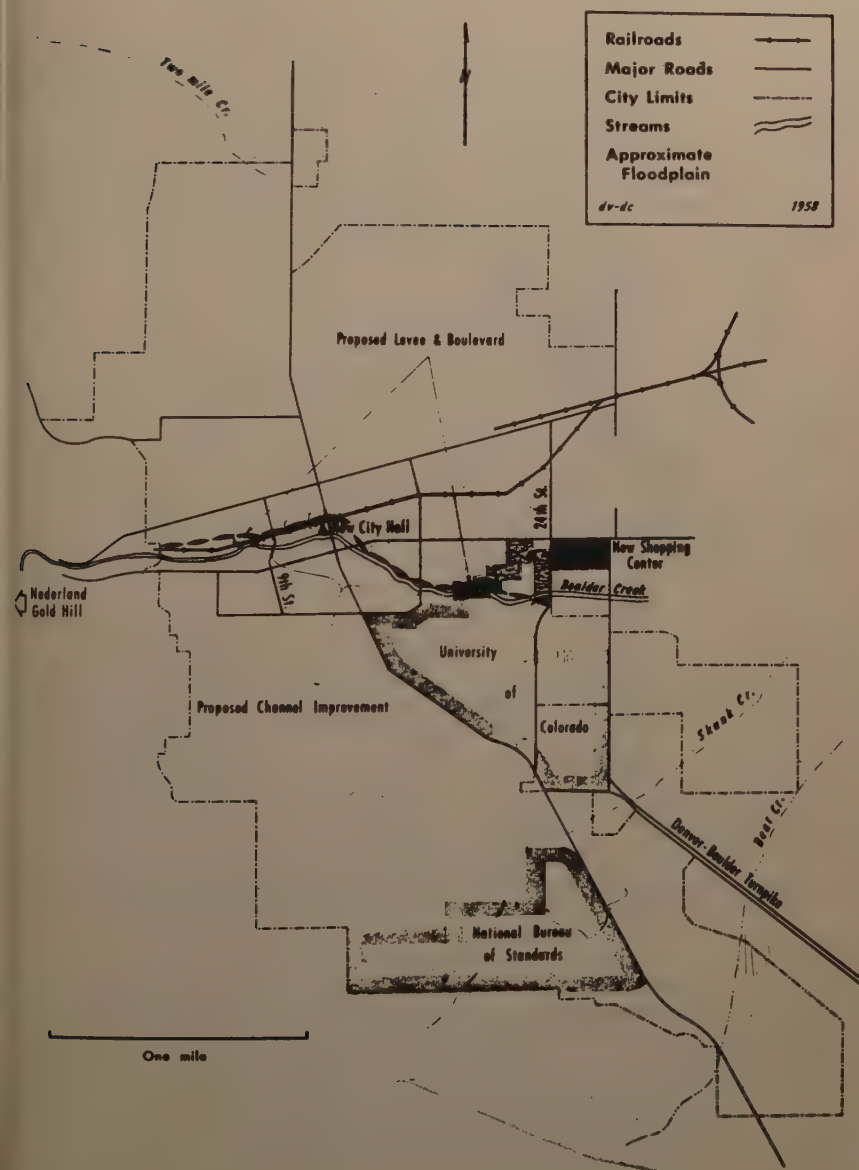 Railroads
Major Roads
City Limits
Streams
Approximate
Floodplain
dv-dc 1958
Two mile Cr.
N
Proposed Levee & Boulevard
24th St.
City Hall
New Shopping
Center
Boulder Creek
9th St.
Nederland
Gold Hill
University
of
Colorado
Proposed Channel Improvement
Skunk Cr.
Bear Cr.
Denver-Boulder Turnpike
National Bureau
of Standards
One mile